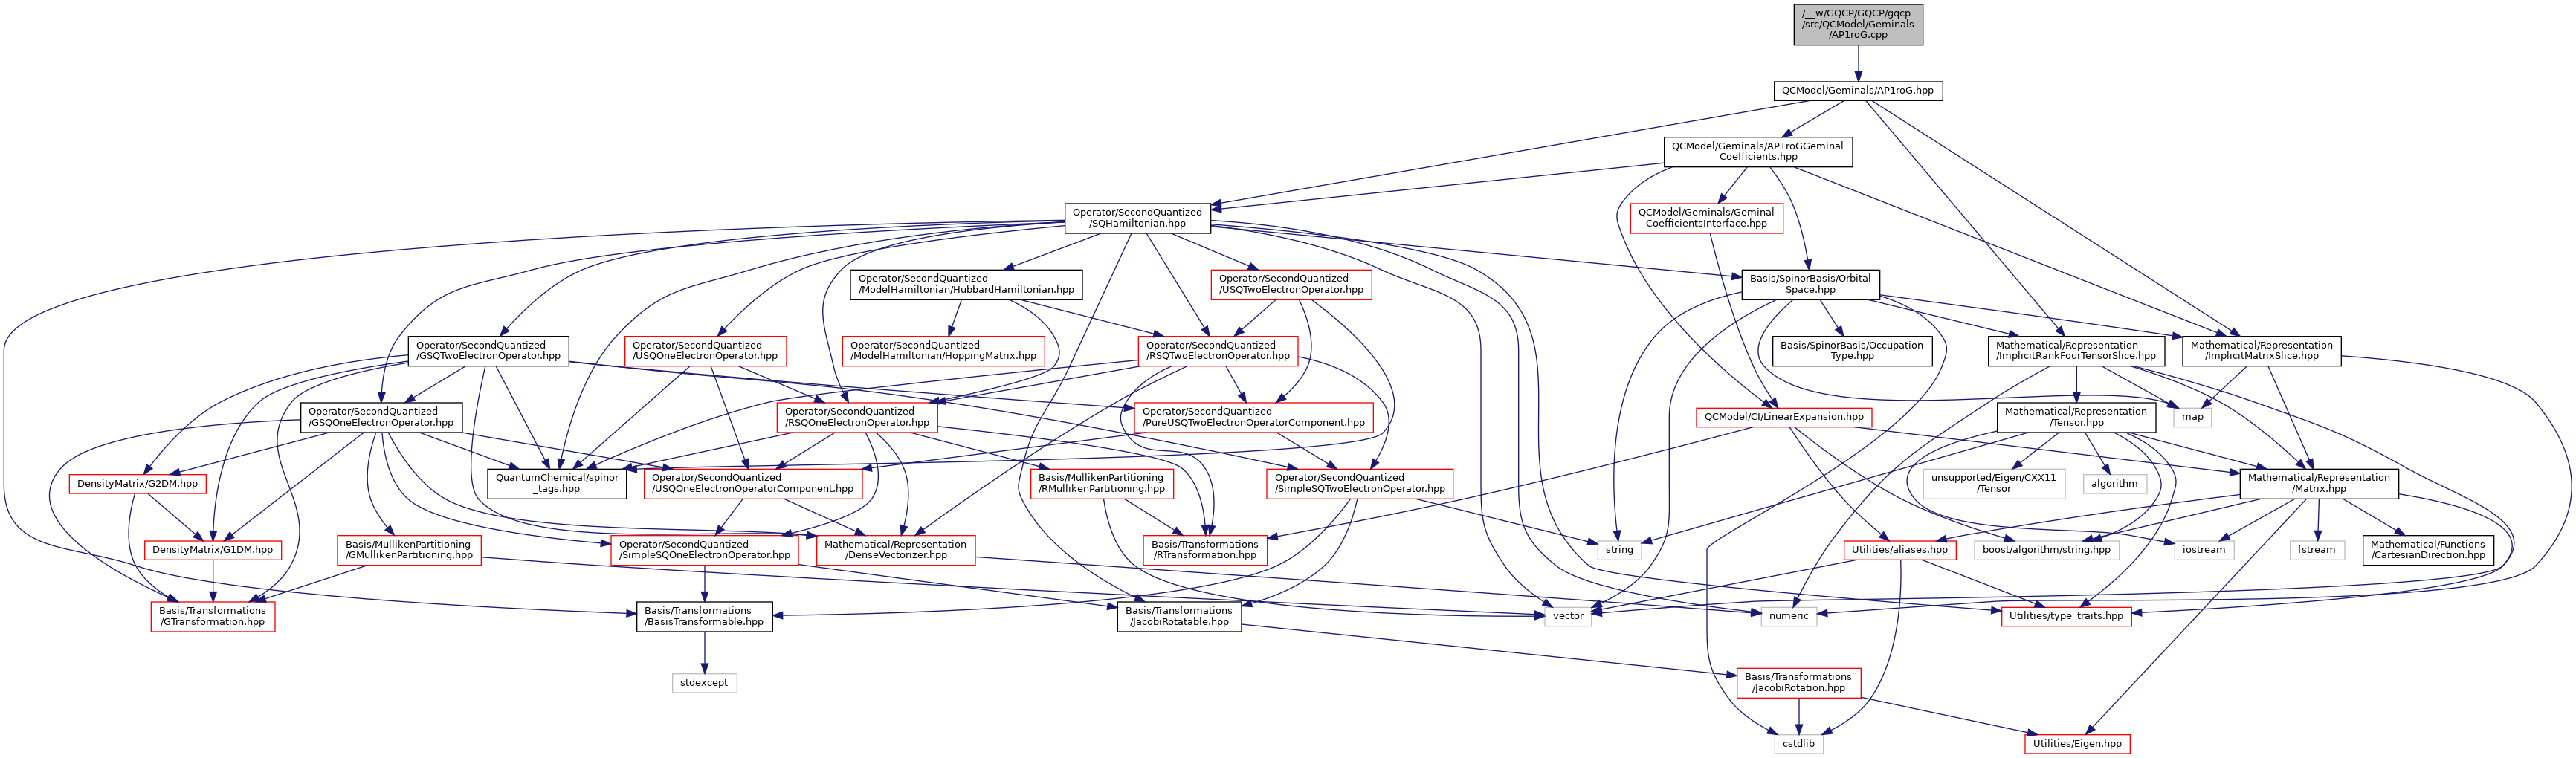 /__w/GQCP/GQCP/gqcp
/src/QCModel/Geminals
/AP1roG.cpp
QCModel/Geminals/AP1roG.hpp
QCModel/Geminals/AP1roGGeminal
Coefficients.hpp
Operator/SecondQuantized
/SQHamiltonian.hpp
QCModel/Geminals/Geminal
CoefficientsInterface.hpp
Operator/SecondQuantized
/ModelHamiltonian/HubbardHamiltonian.hpp
Operator/SecondQuantized
/USQTwoElectronOperator.hpp
Basis/SpinorBasis/Orbital
Space.hpp
Operator/SecondQuantized
/GSQTwoElectronOperator.hpp
Operator/SecondQuantized
/USQOneElectronOperator.hpp
Operator/SecondQuantized
/ModelHamiltonian/HoppingMatrix.hpp
Operator/SecondQuantized
/RSQTwoElectronOperator.hpp
Basis/SpinorBasis/Occupation
Type.hpp
Mathematical/Representation
/ImplicitRankFourTensorSlice.hpp
Mathematical/Representation
/ImplicitMatrixSlice.hpp
Operator/SecondQuantized
/GSQOneElectronOperator.hpp
Operator/SecondQuantized
/RSQOneElectronOperator.hpp
Operator/SecondQuantized
/PureUSQTwoElectronOperatorComponent.hpp
QCModel/CI/LinearExpansion.hpp
Mathematical/Representation
/Tensor.hpp
map
DensityMatrix/G2DM.hpp
QuantumChemical/spinor
_tags.hpp
Operator/SecondQuantized
/USQOneElectronOperatorComponent.hpp
Basis/MullikenPartitioning
/RMullikenPartitioning.hpp
Operator/SecondQuantized
/SimpleSQTwoElectronOperator.hpp
unsupported/Eigen/CXX11
/Tensor
algorithm
Mathematical/Representation
/Matrix.hpp
DensityMatrix/G1DM.hpp
Basis/MullikenPartitioning
/GMullikenPartitioning.hpp
Operator/SecondQuantized
/SimpleSQOneElectronOperator.hpp
Mathematical/Representation
/DenseVectorizer.hpp
Basis/Transformations
/RTransformation.hpp
string
Utilities/aliases.hpp
boost/algorithm/string.hpp
iostream
fstream
Mathematical/Functions
/CartesianDirection.hpp
Basis/Transformations
/GTransformation.hpp
Basis/Transformations
/BasisTransformable.hpp
Basis/Transformations
/JacobiRotatable.hpp
vector
numeric
Utilities/type_traits.hpp
stdexcept
Basis/Transformations
/JacobiRotation.hpp
cstdlib
Utilities/Eigen.hpp